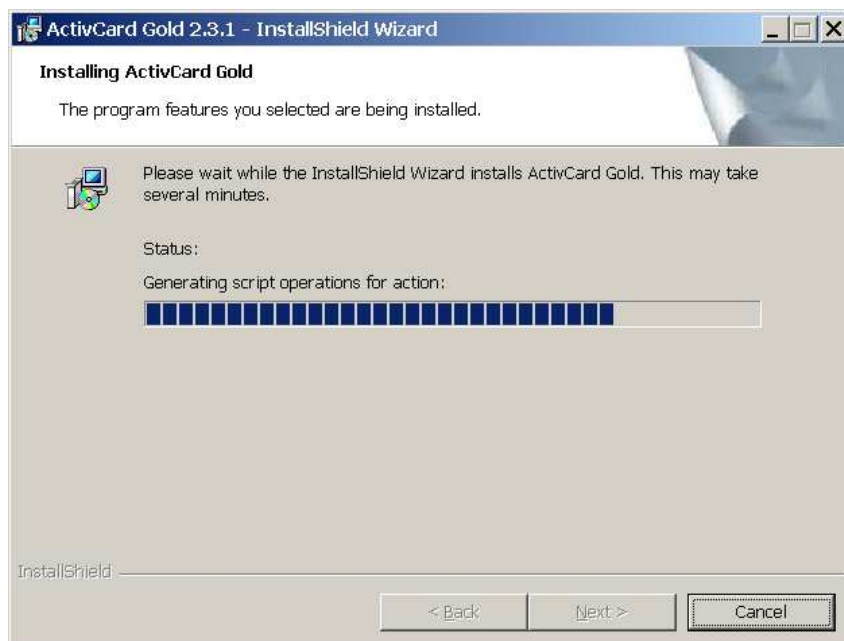 ActivCard Gold 2.3.1 - InstallShield Wizard
Installing ActivCard Gold
The program features you selected are being installed.
Please wait while the InstallShield Wizard installs ActivCard Gold. This may take
several minutes.
Status:
Generating script operations for action:
InstallShield
< Back
Next >
Cancel